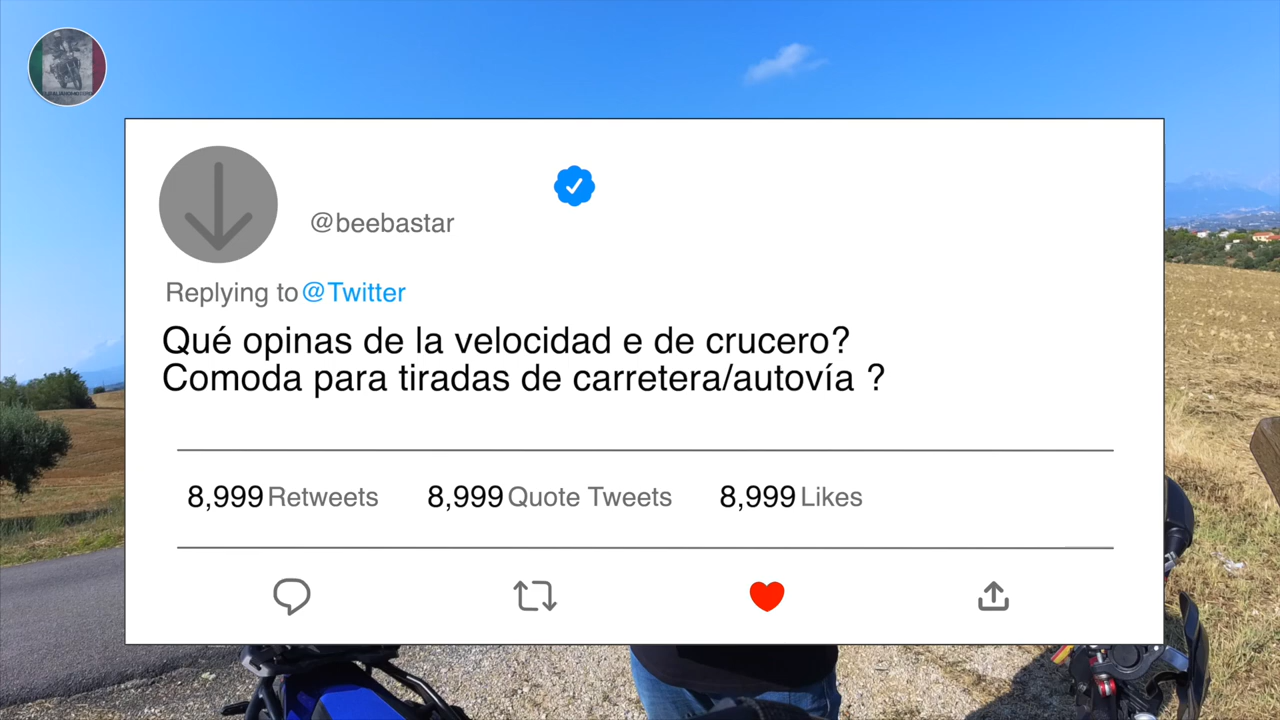 @beebastar
Replying to @Twitter
Qué opinas de la velocidad e de crucero?
Comoda para tiradas de carretera/autovía ?
8,999 Retweets 8,999 Quote Tweets 8,999 Likes